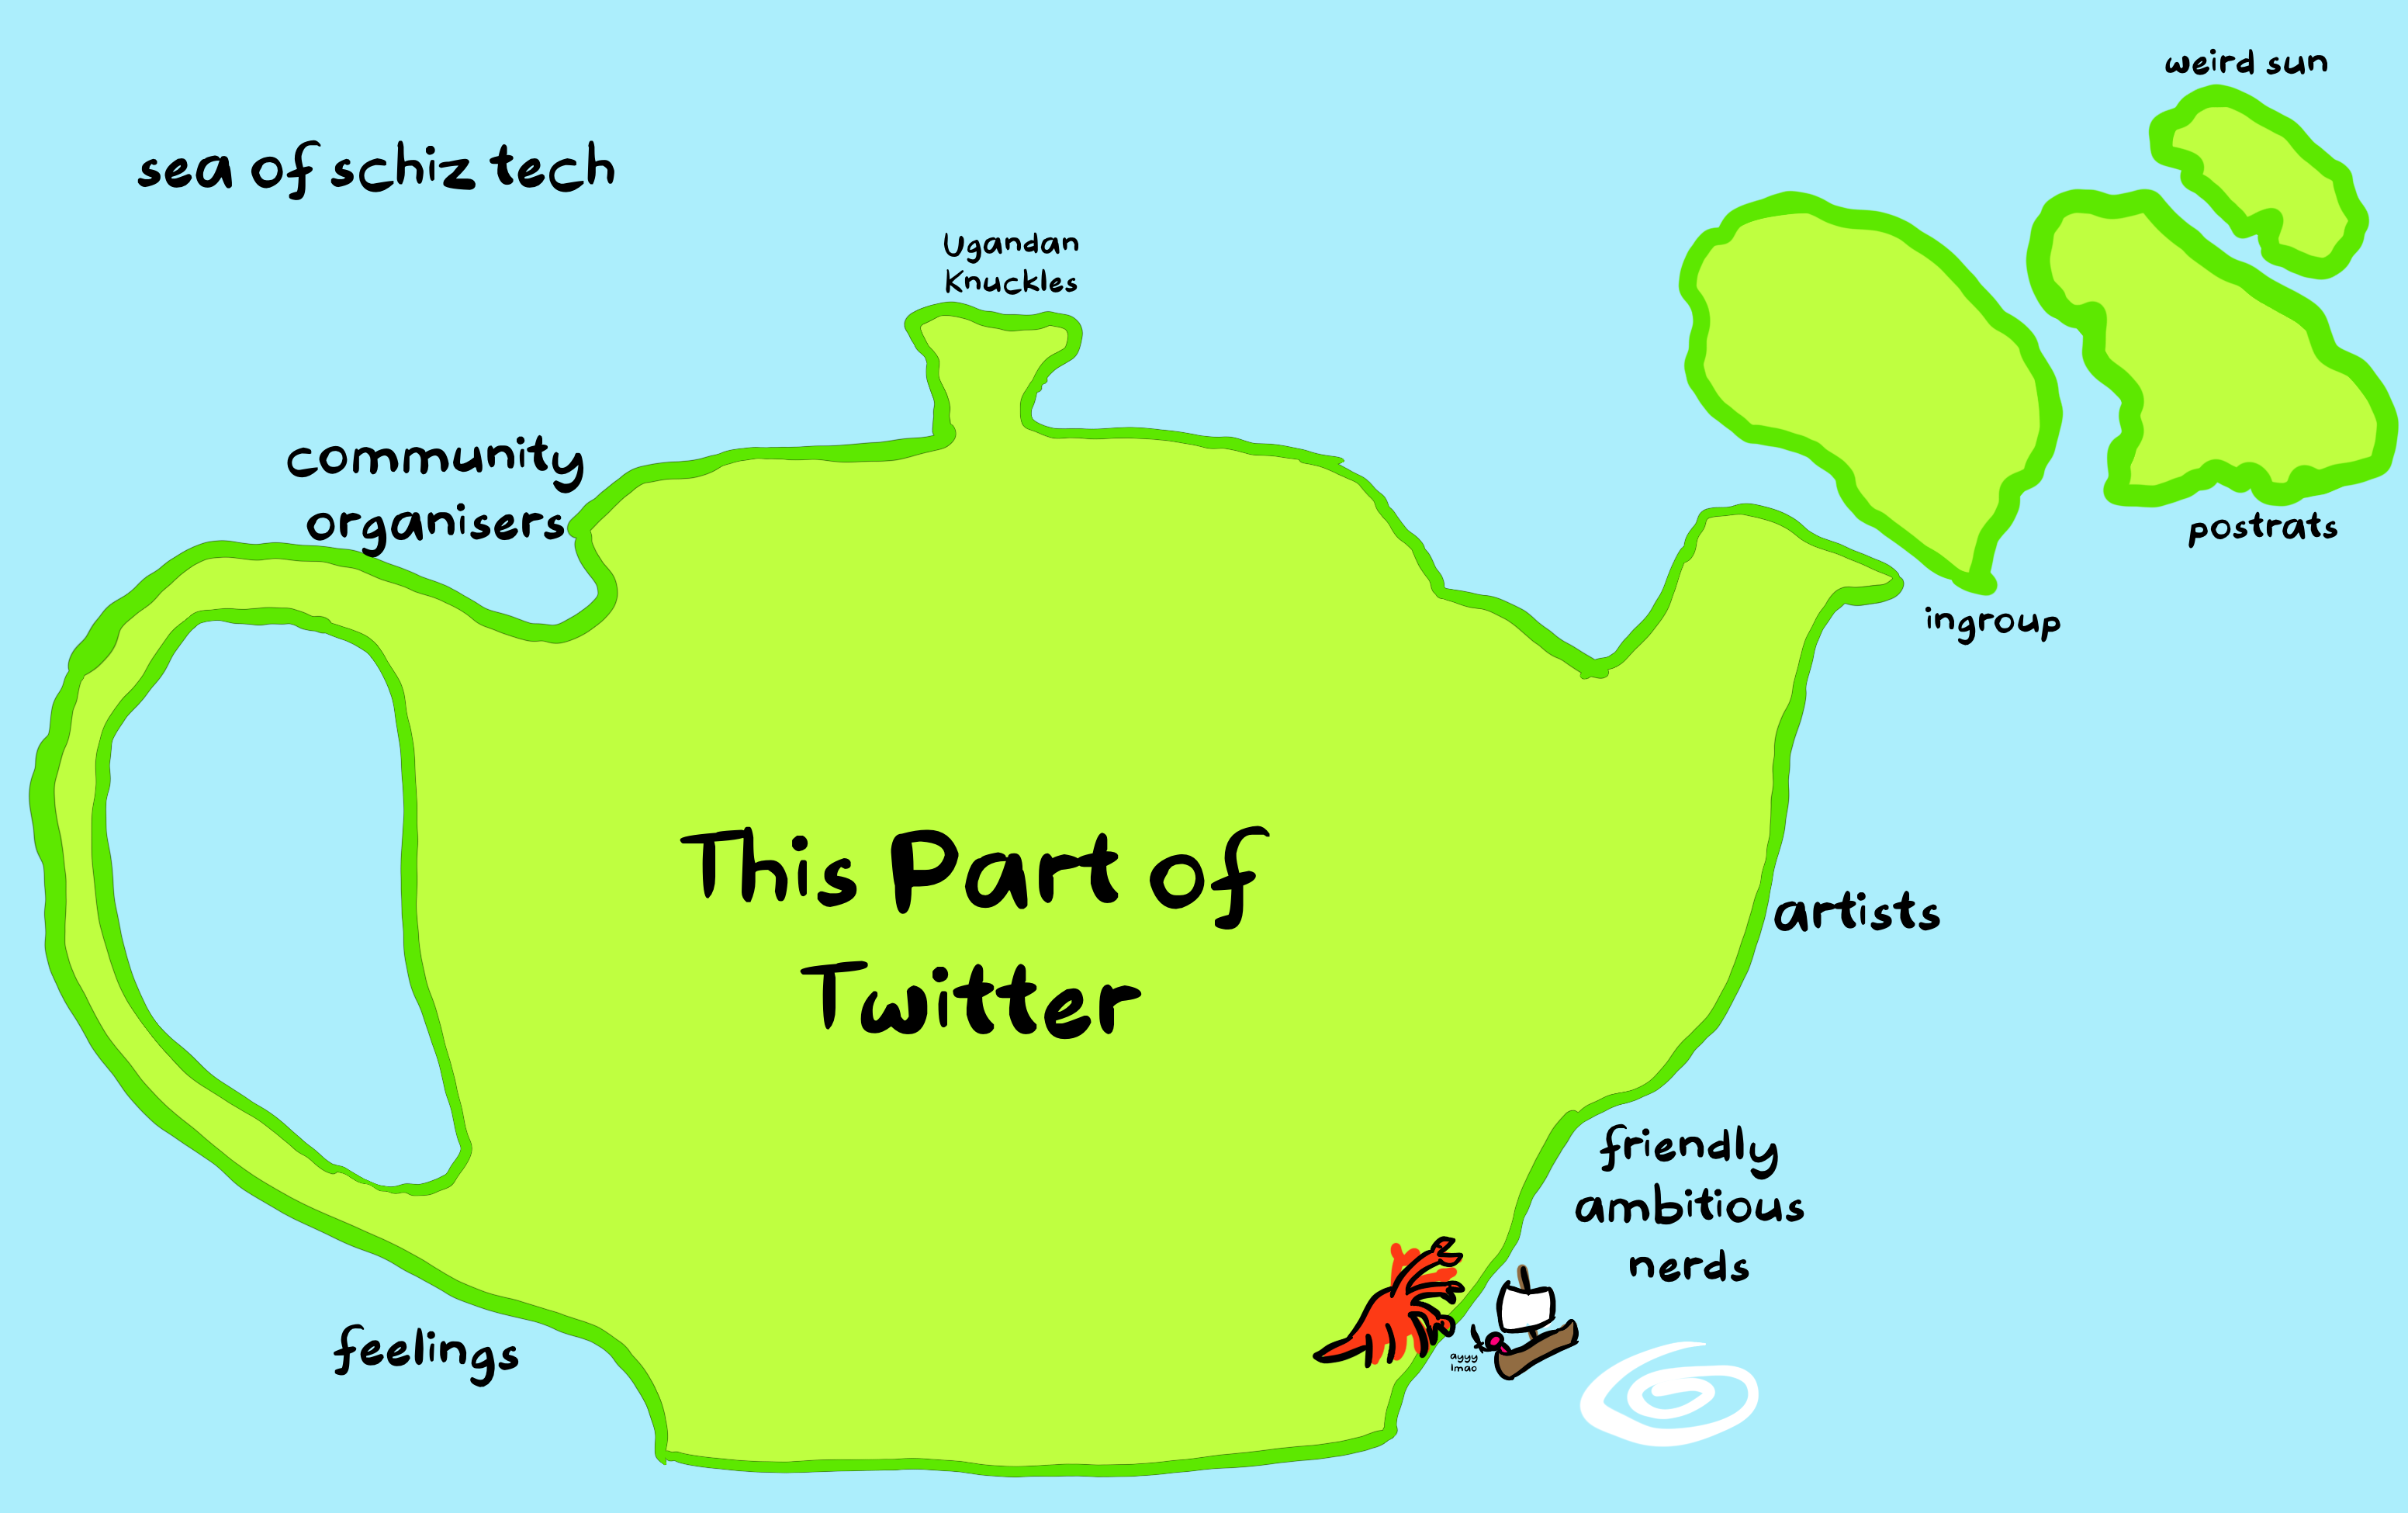 weird sun
sea of schiz tech
Ugandan
Knuckles
community
organisers
postrats
ingroup
This Part of
Twitter
artists
friendly
ambitious
nerds
feelings
ayyy
lmao